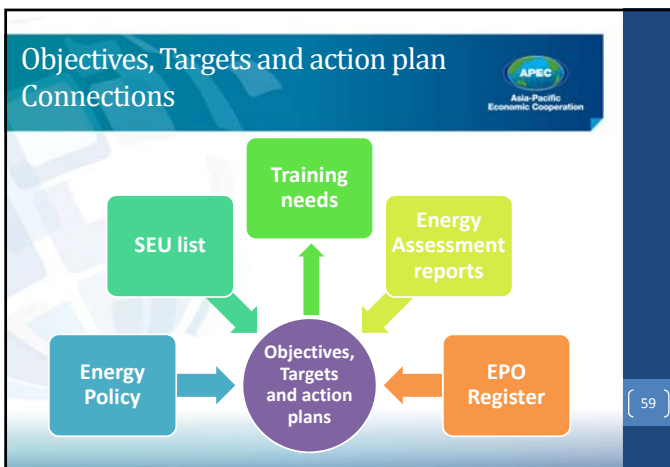 Objectives, Targets and action plan
Connections
APEC
Asia-Pacific
Economic Cooperation
Training
needs
SEU list
Energy
Assessment
reports
Energy
Policy
Objectives,
Targets
and action
plans
EPO
Register
59